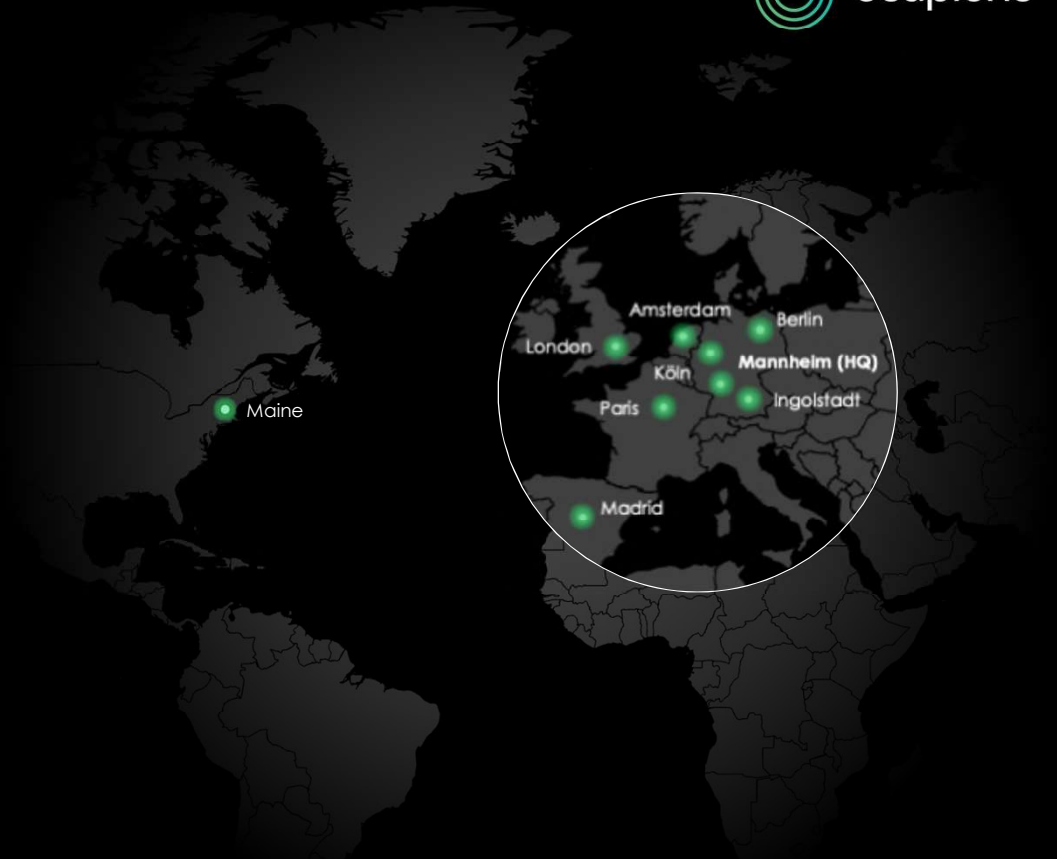 Amsterdam
Berlin
London
Mannheim (HQ)
Köln
Ingolstadt
Paris
Maine
Madrid